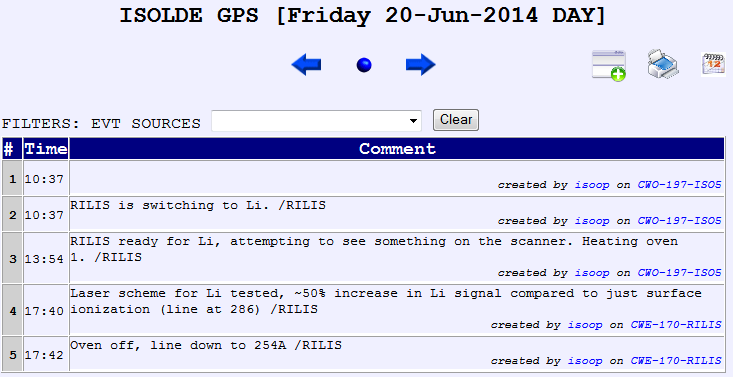 ISOLDE GPS [Friday 20-Jun-2014 DAY]
12
FILTERS: EVT SOURCES Clear
# Time Comment
1 10:37
created by isoop on CWO-197-ISO5
2 10:37 RILIS is switching to Li. /RILIS
created by isoop on CWO-197-ISO5
3 13:54 RILIS ready for Li, attempting to see something on the scanner. Heating oven
1. /RILIS
created by isoop on CWO-197-ISO5
4 17:40 Laser scheme for Li tested, ~50% increase in Li signal compared to just surface
ionization (line at 286) /RILIS
created by isoop on CWE-170-RILIS
5 17:42 Oven off, line down to 254A /RILIS
created by isoop on CWE-170-RILIS